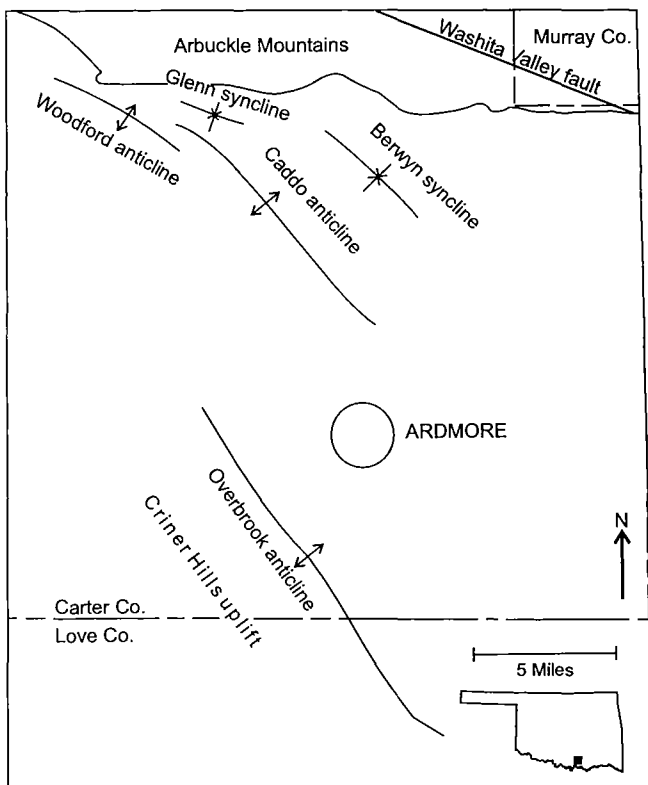 Arbuckle Mountains
Murray Co.
Washita Valley fault
Glenn syncline
Woodford anticline
Berwyn syncline
Caddo anticline
ARDMORE
Overbrook anticline
Criner Hills uplift
N
Carter Co.
Love Co.
5 Miles